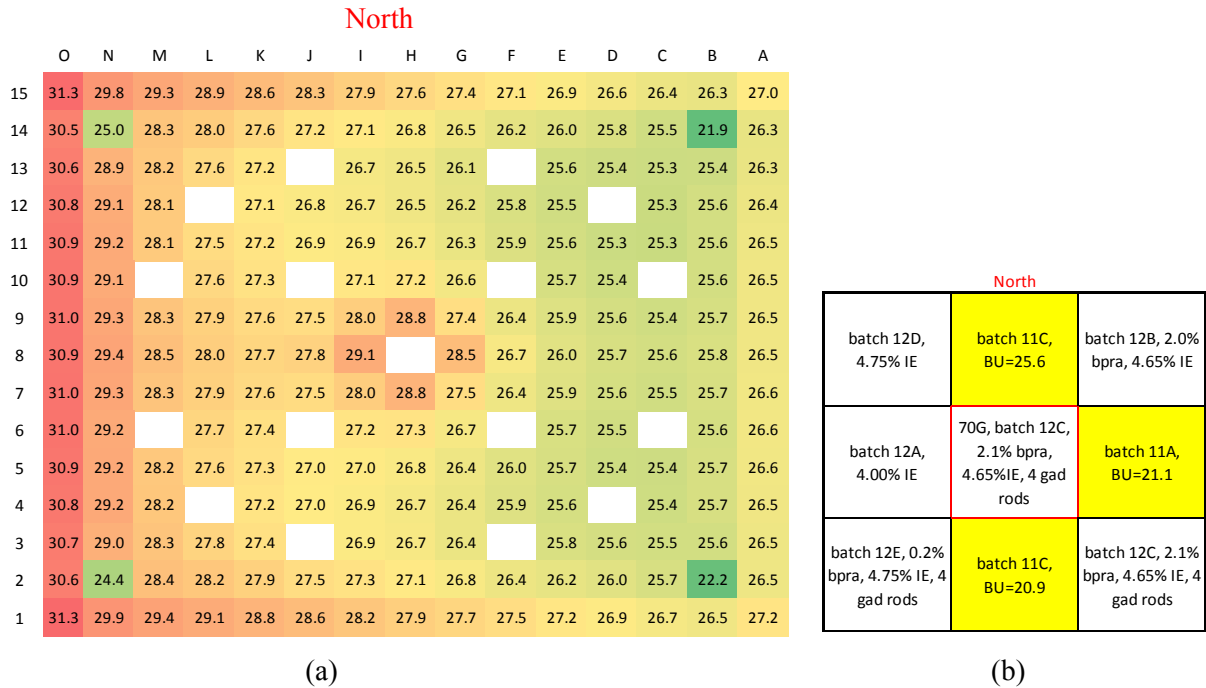 North
O N M L K J I H G F E D C B A
15 31.3 29.8 29.3 28.9 28.6 28.3 27.9 27.6 27.4 27.1 26.9 26.6 26.4 26.3 27.0
14 30.5 25.0 28.3 28.0 27.6 27.2 27.1 26.8 26.5 26.2 26.0 25.8 25.5 21.9 26.3
13 30.6 28.9 28.2 27.6 27.2 26.7 26.5 26.1 25.6 25.4 25.3 25.4 26.3
12 30.8 29.1 28.1 27.1 26.8 26.7 26.5 26.2 25.8 25.5 25.3 25.6 26.4
11 30.9 29.2 28.1 27.5 27.2 26.9 26.9 26.7 26.3 25.9 25.6 25.3 25.3 25.6 26.5
10 30.9 29.1 27.6 27.3 27.1 27.2 26.6 25.7 25.4 25.6 26.5
9 31.0 29.3 28.3 27.9 27.6 27.5 28.0 28.8 27.4 26.4 25.9 25.6 25.4 25.7 26.5
8 30.9 29.4 28.5 28.0 27.7 27.8 29.1 28.5 26.7 26.0 25.7 25.6 25.8 26.5
7 31.0 29.3 28.3 27.9 27.6 27.5 28.0 28.8 27.5 26.4 25.9 25.6 25.5 25.7 26.6
6 31.0 29.2 27.7 27.4 27.2 27.3 26.7 25.7 25.5 25.6 26.6
5 30.9 29.2 28.2 27.6 27.3 27.0 27.0 26.8 26.4 26.0 25.7 25.4 25.4 25.7 26.6
4 30.8 29.2 28.2 27.2 27.0 26.9 26.7 26.4 25.9 25.6 25.4 25.7 26.5
3 30.7 29.0 28.3 27.8 27.4 26.9 26.7 26.4 25.8 25.6 25.5 25.6 26.5
2 30.6 24.4 28.4 28.2 27.9 27.5 27.3 27.1 26.8 26.4 26.2 26.0 25.7 22.2 26.5
1 31.3 29.9 29.4 29.1 28.8 28.6 28.2 27.9 27.7 27.5 27.2 26.9 26.7 26.5 27.2
(a)
North
batch 12D,
4.75% IE
batch 11C,
BU=25.6
batch 12B, 2.0%
bpra, 4.65% IE
batch 12A,
4.00% IE
70G, batch 12C,
2.1% bpra,
4.65%IE, 4 gad
rods
batch 11A,
BU=21.1
batch 12E, 0.2%
bpra, 4.75% IE, 4
gad rods
batch 11C,
BU=20.9
batch 12C, 2.1%
bpra, 4.65% IE, 4
gad rods
(b)